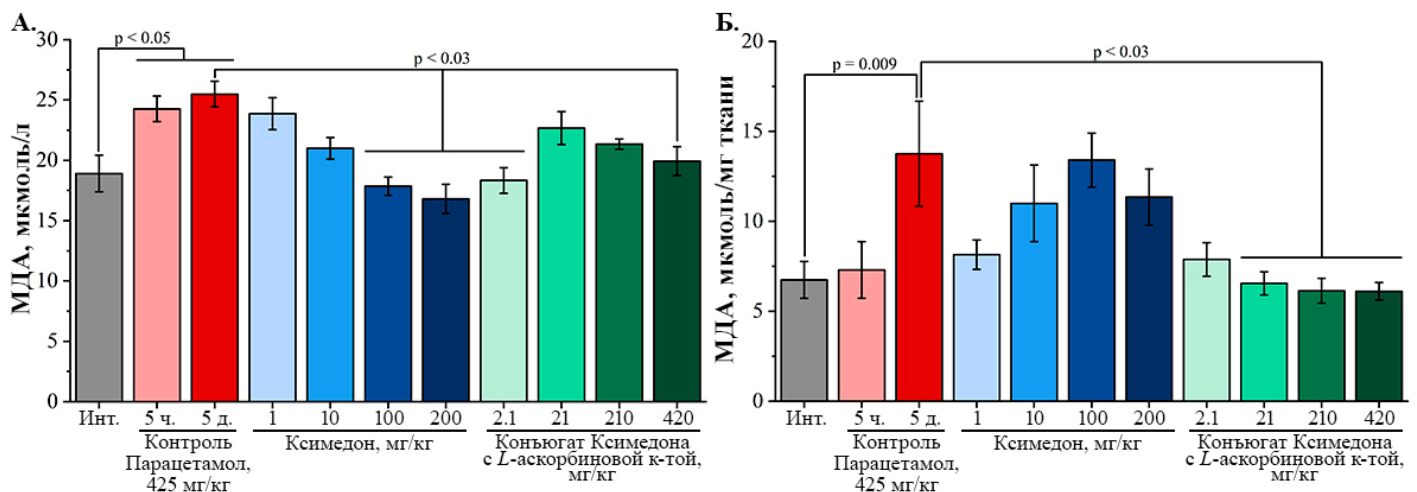 А.
МДА, мкмоль/л
30
25
20
15
10
5
0
p < 0.05
p < 0.03
Инт.
5 ч.
5 д.
1
10
100
200
2.1
21
210
420
Контроль
Парацетамол,
425 мг/кг
Ксимедон, мг/кг
Конъюгат Ксимедона
с L-аскорбиновой к-той,
мг/кг
Б.
МДА, мкмоль/мг ткани
20
15
10
5
0
p = 0.009
p < 0.03
Инт.
5 ч.
5 д.
1
10
100
200
2.1
21
210
420
Контроль
Парацетамол,
425 мг/кг
Ксимедон, мг/кг
Конъюгат Ксимедона
с L-аскорбиновой к-той,
мг/кг